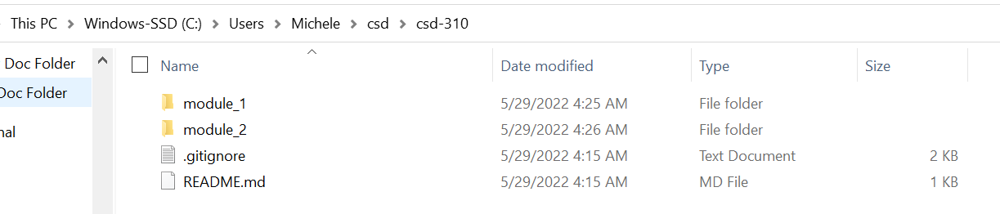 This PC > Windows-SSD (C:) > Users > Michele > csd > csd-310
Doc Folder
Doc Folder
nal
Name Date modified Type Size
module_1 5/29/2022 4:25 AM File folder
module_2 5/29/2022 4:26 AM File folder
.gitignore 5/29/2022 4:15 AM Text Document 2 KB
README.md 5/29/2022 4:15 AM MD File 1 KB